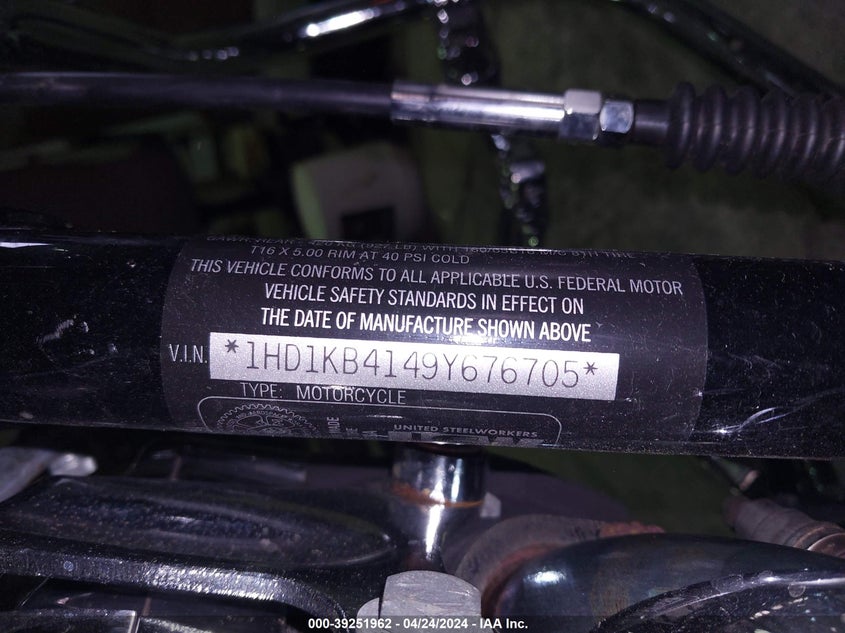 T16 X 5.00 RIM AT 40 PSI COLD
THIS VEHICLE CONFORMS TO ALL APPLICABLE U.S. FEDERAL MOTOR
VEHICLE SAFETY STANDARDS IN EFFECT ON
THE DATE OF MANUFACTURE SHOWN ABOVE
V.I.N. *1HD1KB4149Y676705*
TYPE: MOTORCYCLE
UNITED STEELWORKERS
000-39251962 - 04/24/2024 - IAA Inc.